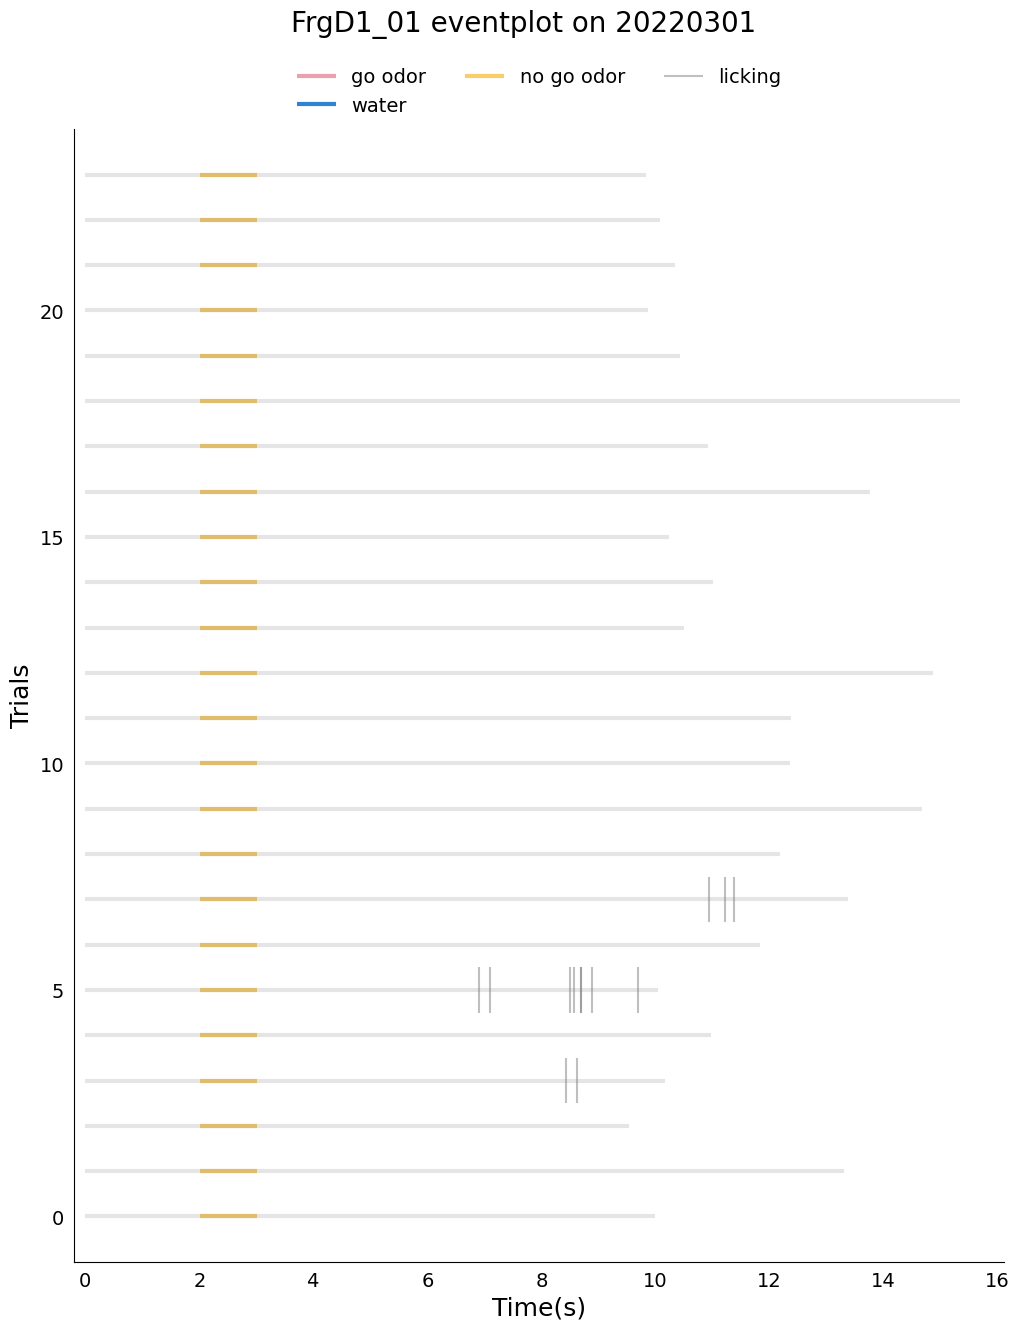 FrgD1_01 eventplot on 20220301
go odor
no go odor
licking
water
Trials
20
15
10
5
0
0 2 4 6 8 10 12 14 16
Time(s)